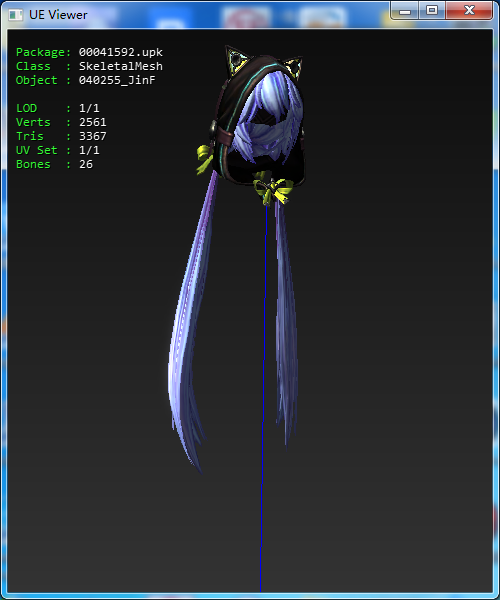 UE Viewer
Package: 00041592.upk
Class : SkeletalMesh
Object : 040255_JinF
LOD : 1/1
Verts : 2561
Tris : 3367
UV Set : 1/1
Bones : 26